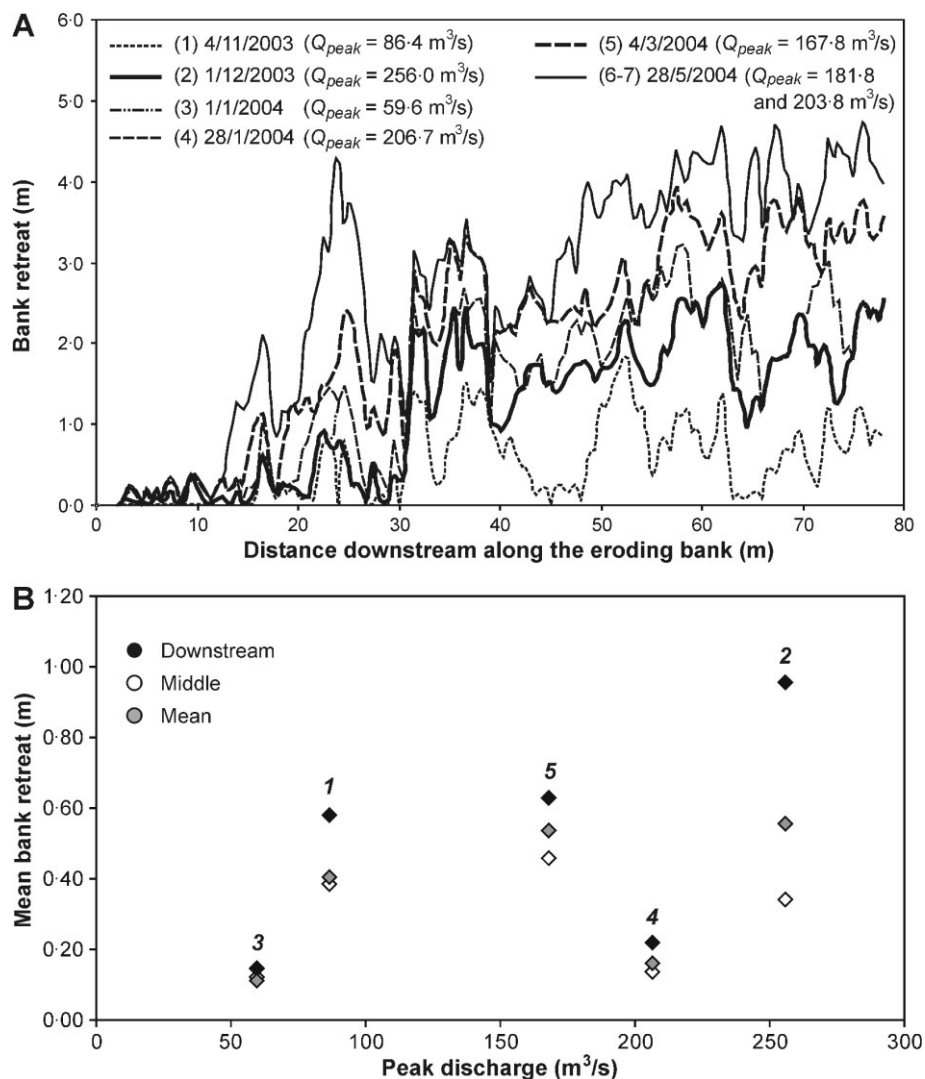 A
6·0
5·0
4·0
3·0
2·0
1·0
0·0
Bank retreat (m)
(1) 4/11/2003 (Qpeak = 86·4 m³/s)
(2) 1/12/2003 (Qpeak = 256·0 m³/s)
(3) 1/1/2004 (Qpeak = 59·6 m³/s)
(4) 28/1/2004 (Qpeak = 206·7 m³/s)
(5) 4/3/2004 (Qpeak = 167·8 m³/s)
(6-7) 28/5/2004 (Qpeak = 181·8
and 203·8 m³/s)
0 10 20 30 40 50 60 70 80
Distance downstream along the eroding bank (m)
B
1·20
1·00
0·80
0·60
0·40
0·20
0·00
Mean bank retreat (m)
Downstream
Middle
Mean
2
1
5
4
3
0 50 100 150 200 250 300
Peak discharge (m³/s)